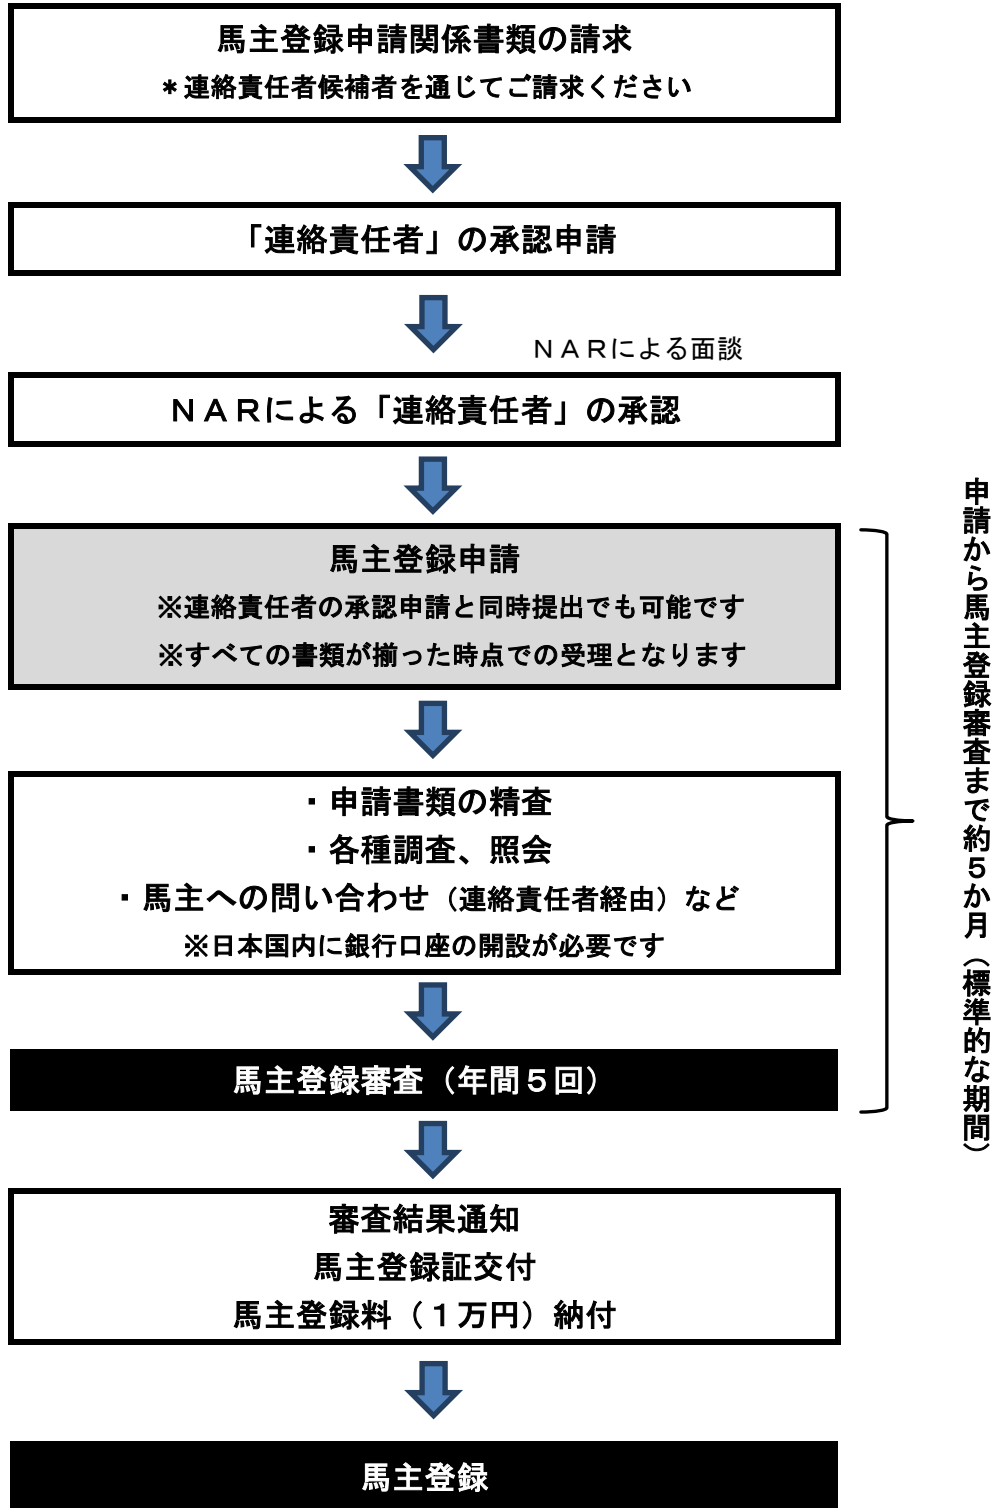 馬主登録申請関係書類の請求
＊連絡責任者候補者を通じてご請求ください
「連絡責任者」の承認申請
ＮＡＲによる面談
ＮＡＲによる「連絡責任者」の承認
馬主登録申請
※連絡責任者の承認申請と同時提出でも可能です
※すべての書類が揃った時点での受理となります
・申請書類の精査
・各種調査、照会
・馬主への問い合わせ（連絡責任者経由）など
※日本国内に銀行口座の開設が必要です
馬主登録審査（年間５回）
申請から馬主登録審査まで約５か月（標準的な期間）
審査結果通知
馬主登録証交付
馬主登録料（１万円）納付
馬主登録